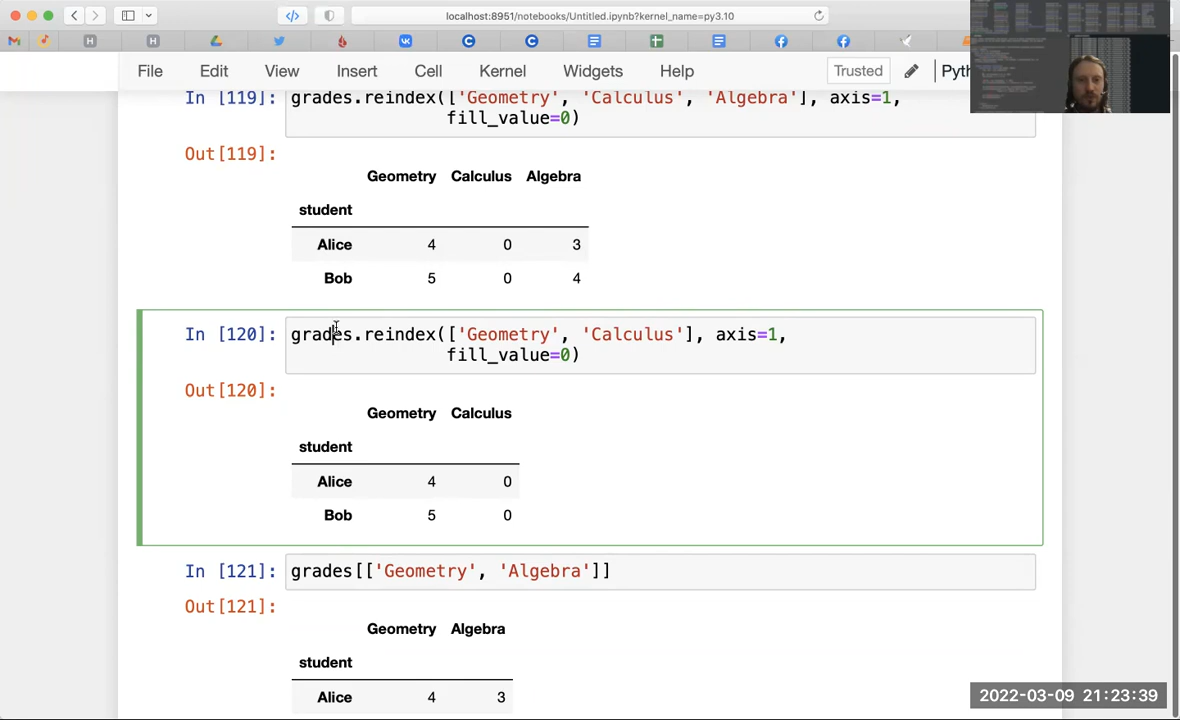 localhost:8951/notebooks/Untitled.ipynb?kernel_name=py3.10
File Edit View Insert Cell Kernel Widgets Help Trusted Pyth
In [119]: grades.reindex(['Geometry', 'Calculus', 'Algebra'], axis=1,
fill_value=0)
Out[119]:
Geometry Calculus Algebra
student
Alice 4 0 3
Bob 5 0 4
In [120]: grades.reindex(['Geometry', 'Calculus'], axis=1,
fill_value=0)
Out[120]:
Geometry Calculus
student
Alice 4 0
Bob 5 0
In [121]: grades[['Geometry', 'Algebra']]
Out[121]:
Geometry Algebra
student
Alice 4 3
2022-03-09 21:23:39